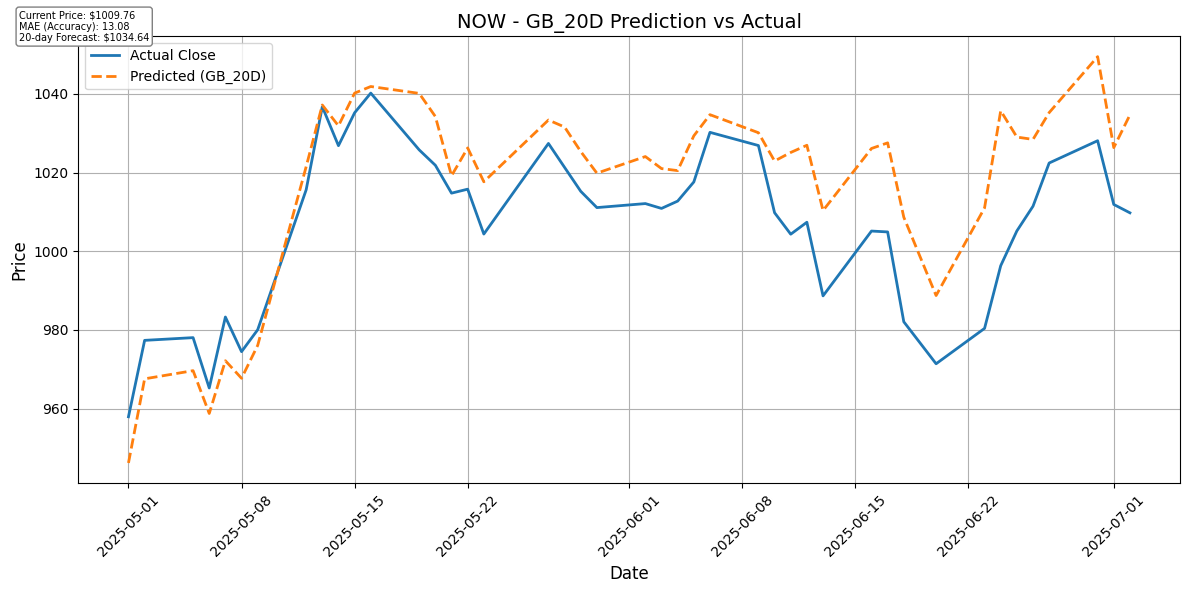 NOW - GB_20D Prediction vs Actual
Current Price: $1009.76
MAE (Accuracy): 13.08
20-day Forecast: $1034.64
Actual Close
Predicted (GB_20D)
Price
1040
1020
1000
980
960
2025-05-01
2025-05-08
2025-05-15
2025-05-22
2025-06-01
2025-06-08
2025-06-15
2025-06-22
2025-07-01
Date